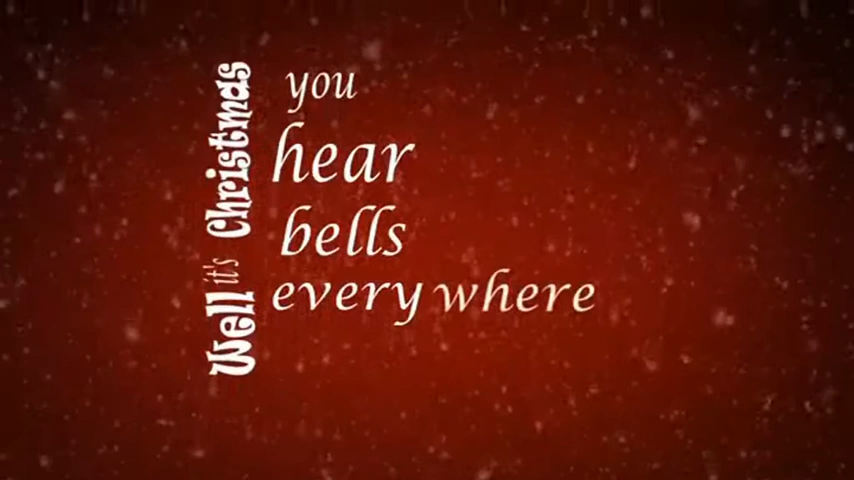 Well it's Christmas
you
hear
bells
every where